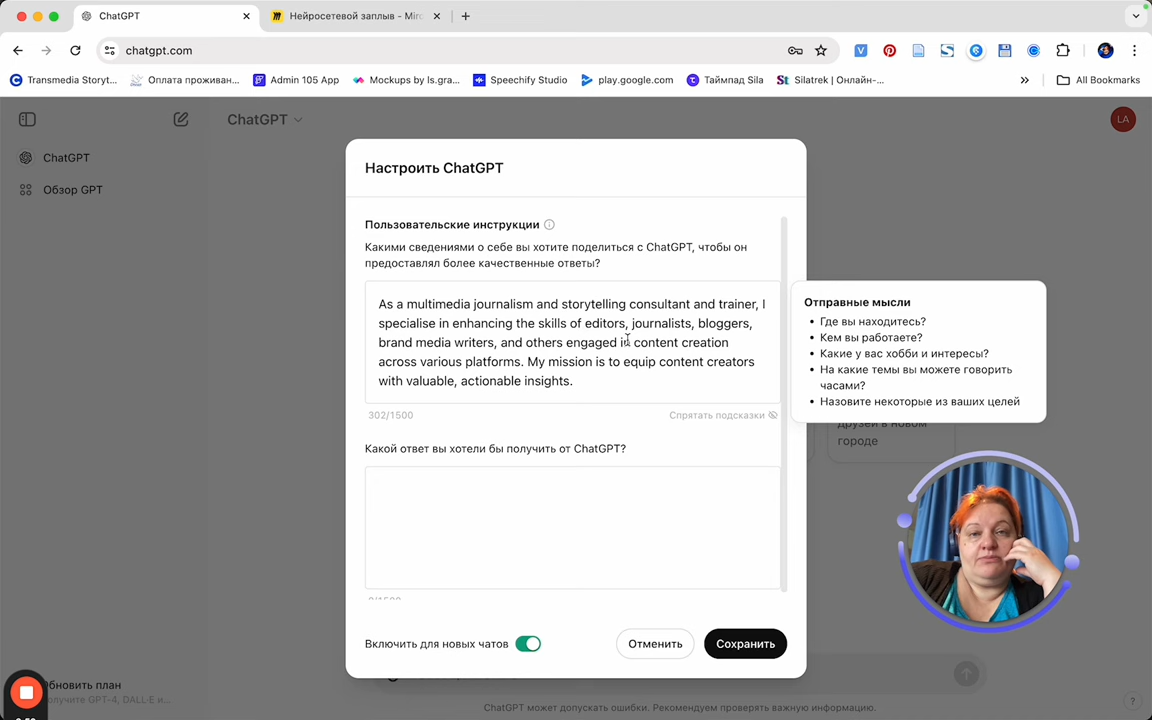 ChatGPT
Нейросетевой заплыв - Miro
chatgpt.com
Transmedia Storyt...
Оплата проживан...
Admin 105 App
Mockups by ls.gra...
Speechify Studio
play.google.com
Таймпад Sila
Silatrek | Онлайн-...
All Bookmarks
ChatGPT
LA
ChatGPT
Обзор GPT
Настроить ChatGPT
Пользовательские инструкции
Какими сведениями о себе вы хотите поделиться с ChatGPT, чтобы он
предоставлял более качественные ответы?
As a multimedia journalism and storytelling consultant and trainer, I
specialise in enhancing the skills of editors, journalists, bloggers,
brand media writers, and others engaged in content creation
across various platforms. My mission is to equip content creators
with valuable, actionable insights.
302/1500
Спрятать подсказки
Отправные мысли
• Где вы находитесь?
• Кем вы работаете?
• Какие у вас хобби и интересы?
• На какие темы вы можете говорить
часами?
• Назовите некоторые из ваших целей
друзей в новом
городе
Какой ответ вы хотели бы получить от ChatGPT?
0/1500
Включить для новых чатов
Отменить
Сохранить
бновить план
олучите GPT-4, DALL·E и...
ChatGPT может допускать ошибки. Рекомендуем проверять важную информацию.
?